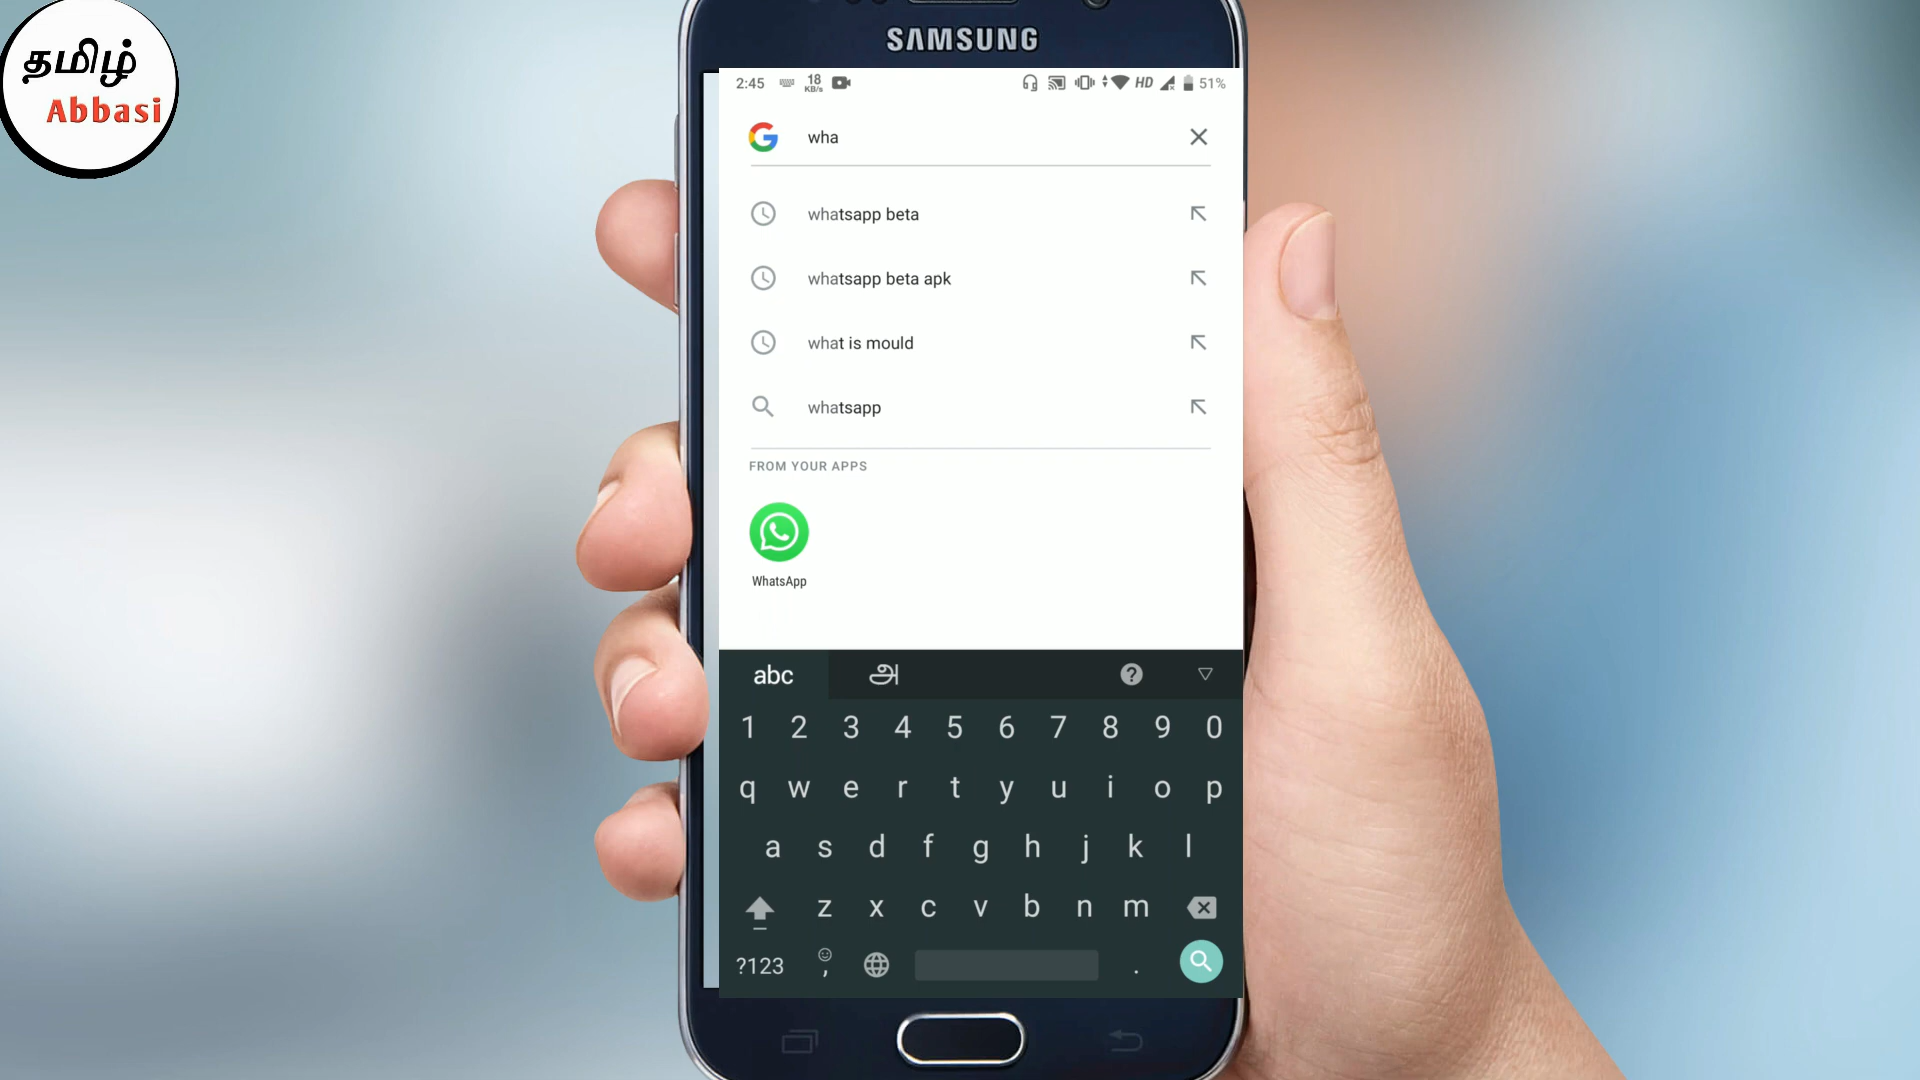 தமிழ்
Abbasi
SAMSUNG
2:45 18 KB/s HD 51%
wha
whatsapp beta
whatsapp beta apk
what is mould
whatsapp
FROM YOUR APPS
WhatsApp
abc அ
1 2 3 4 5 6 7 8 9 0
q w e r t y u i o p
a s d f g h j k l
z x c v b n m
?123 , .